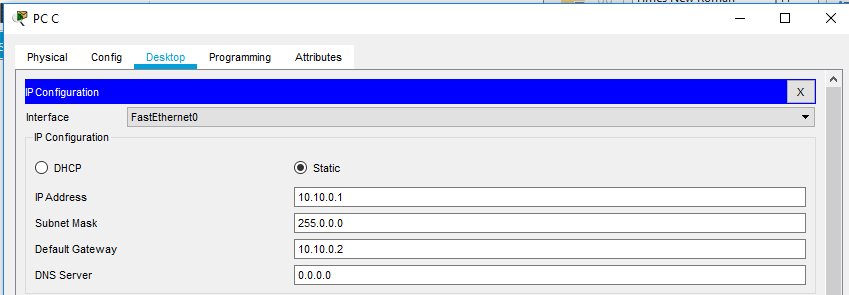 Times New Roman
PC C
Physical Config Desktop Programming Attributes
IP Configuration X
Interface FastEthernet0
IP Configuration
DHCP Static
IP Address 10.10.0.1
Subnet Mask 255.0.0.0
Default Gateway 10.10.0.2
DNS Server 0.0.0.0